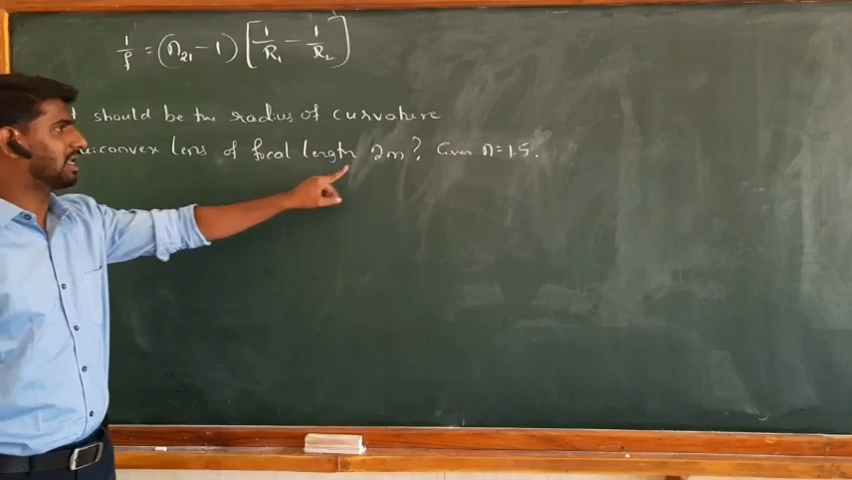 1/f = (n₂₁ − 1) [1/R₁ − 1/R₂]
should be the radius of curvature
convex lens of focal length 2m? Given n = 1.5.